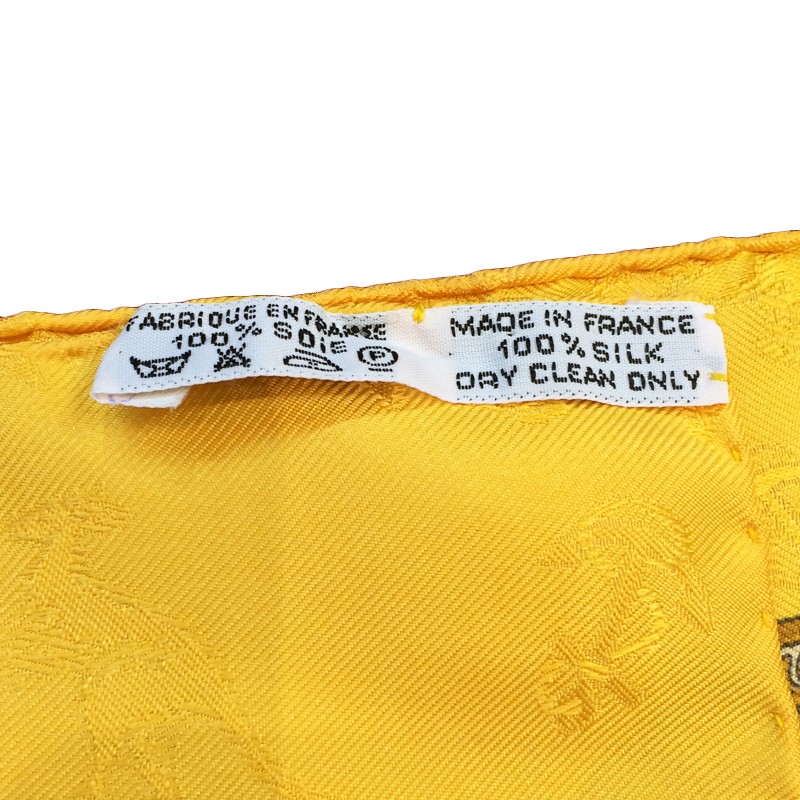 FABRIQUE EN FRANCE
100% SOIE
P
MADE IN FRANCE
100% SILK
DRY CLEAN ONLY